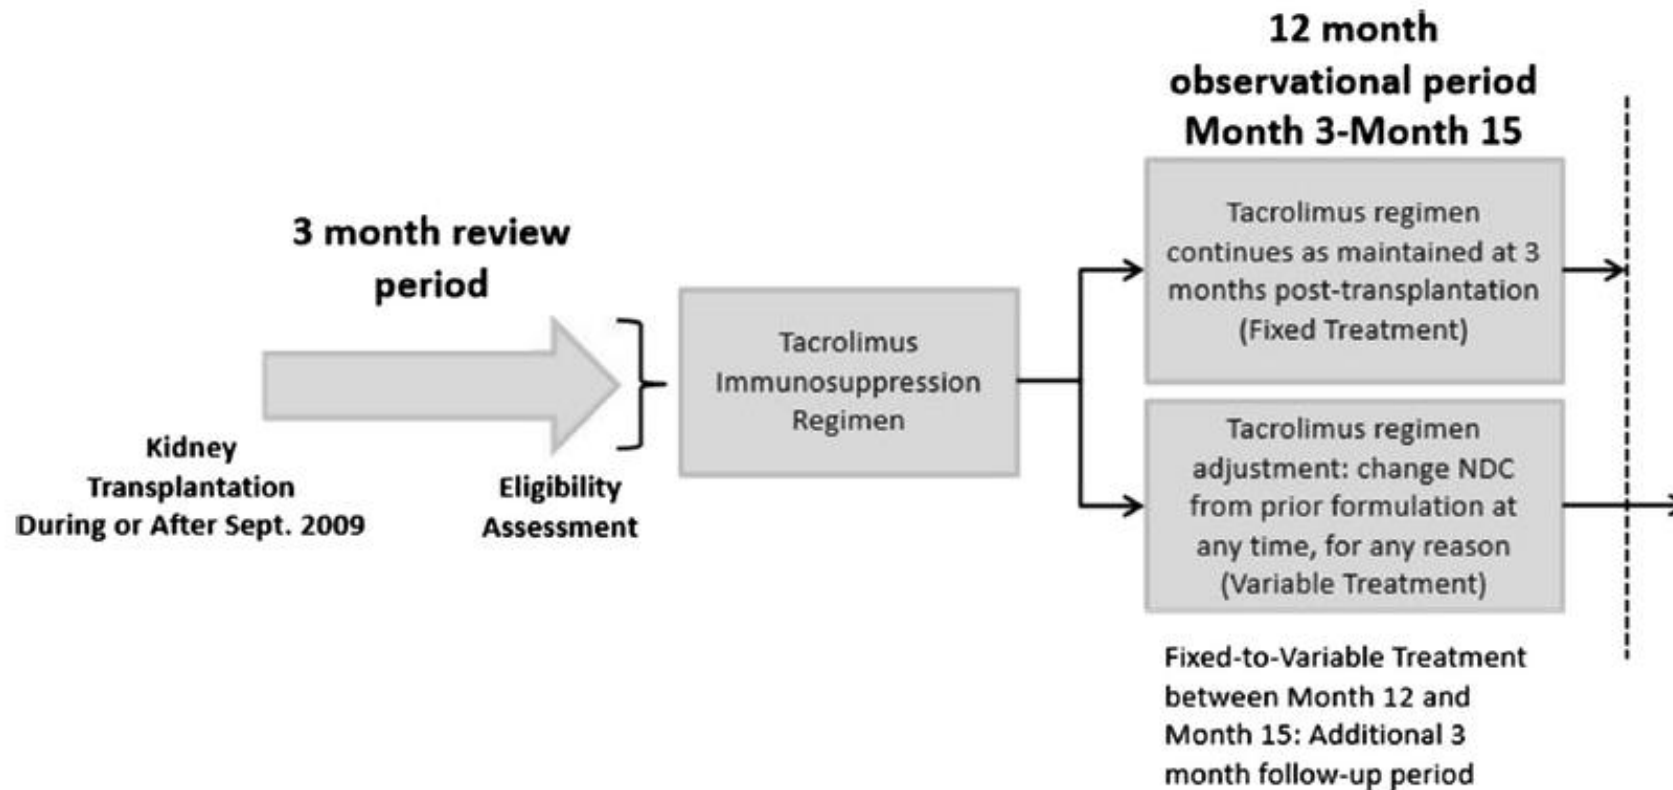 3 month review
period
Kidney
Transplantation
During or After Sept. 2009
Eligibility
Assessment
Tacrolimus
Immunosuppression
Regimen
12 month
observational period
Month 3-Month 15
Tacrolimus regimen
continues as maintained at 3
months post-transplantation
(Fixed Treatment)
Tacrolimus regimen
adjustment: change NDC
from prior formulation at
any time, for any reason
(Variable Treatment)
Fixed-to-Variable Treatment
between Month 12 and
Month 15: Additional 3
month follow-up period